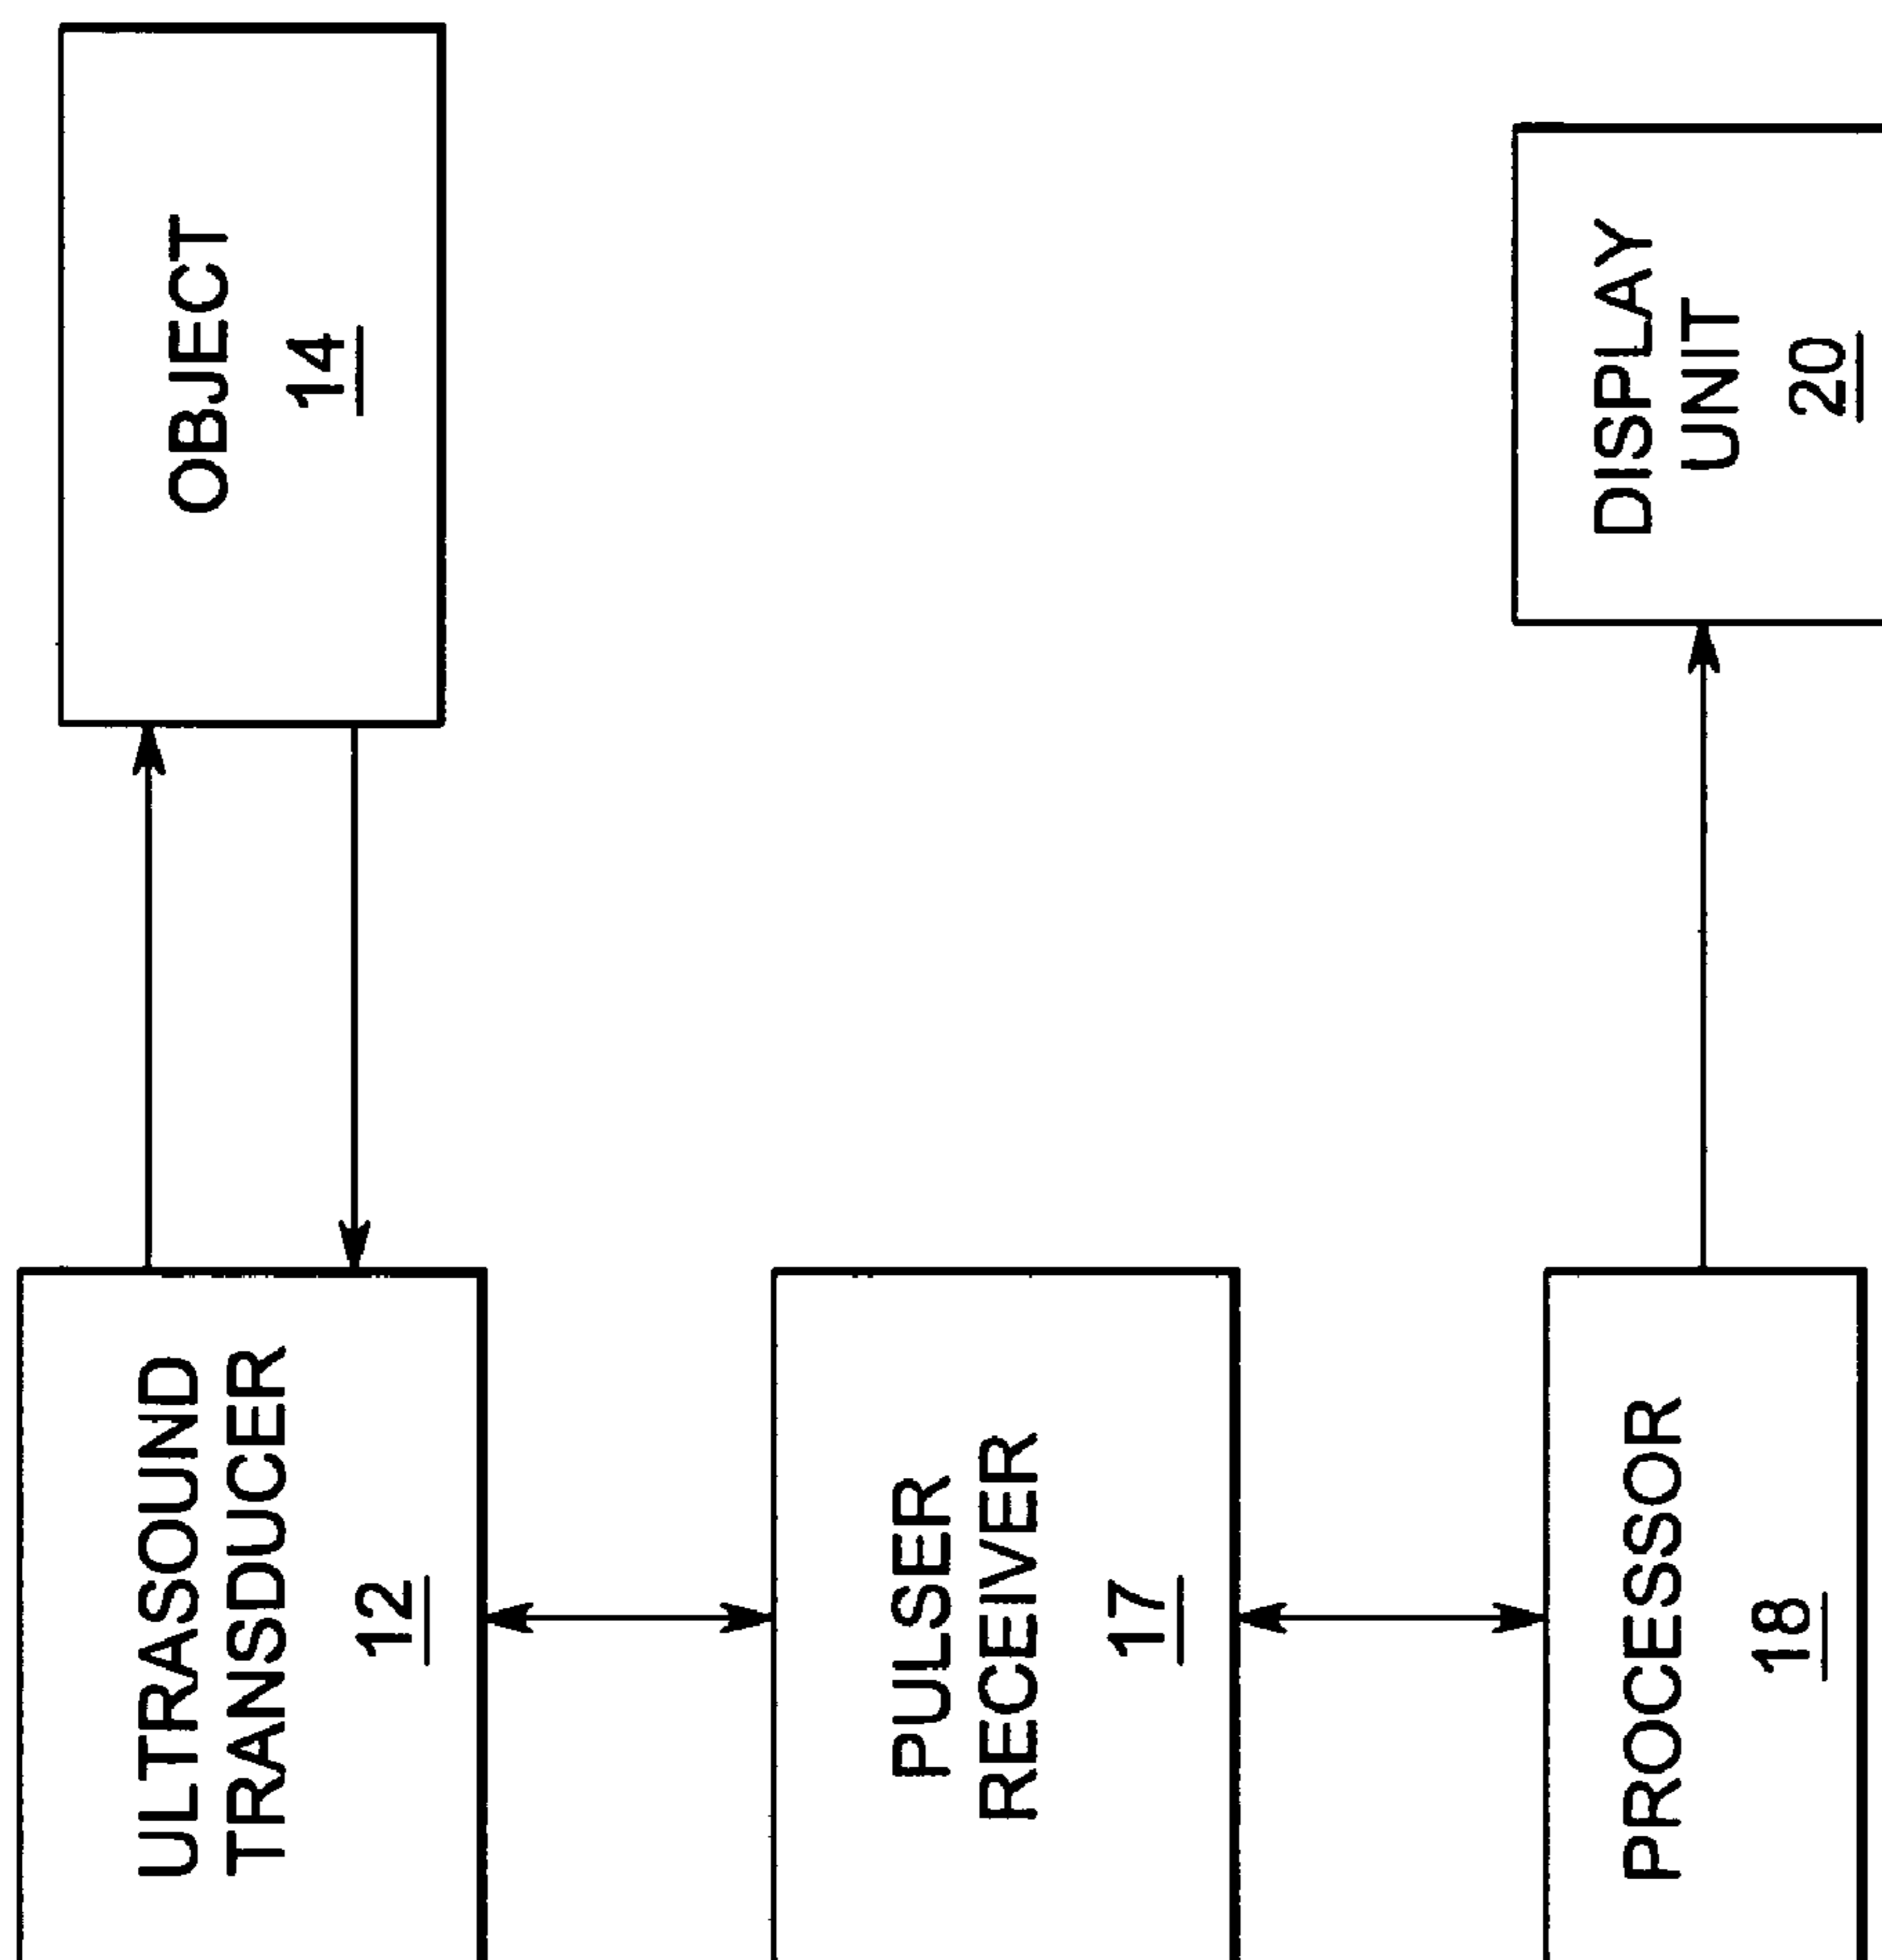 ULTRASOUND
TRANSDUCER
12
OBJECT
14
PULSER
RECEIVER
17
PROCESSOR
18
DISPLAY
UNIT
20